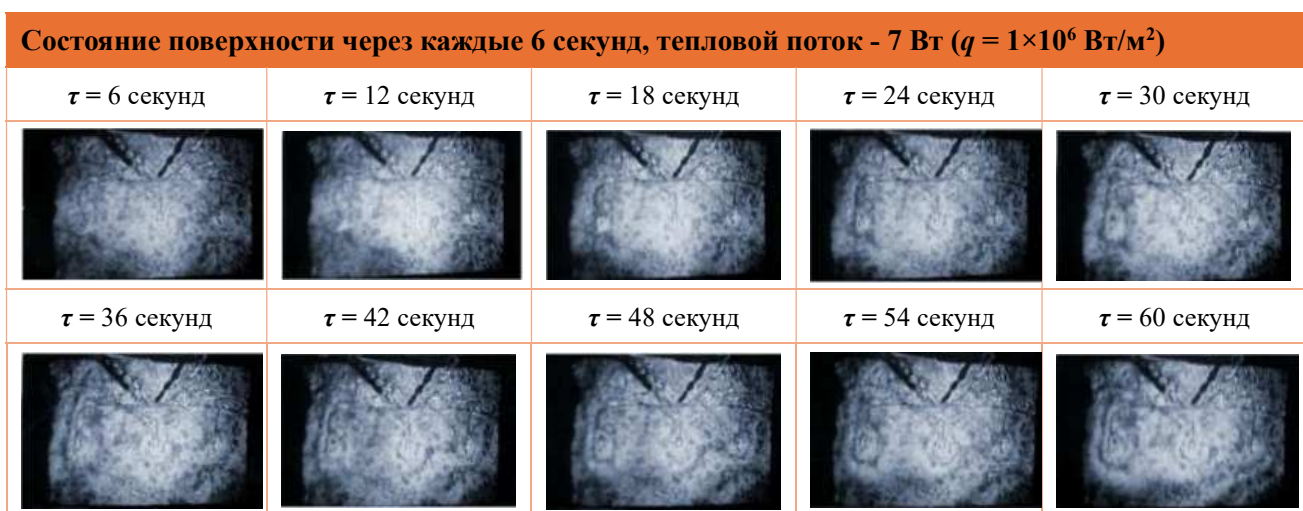 Состояние поверхности через каждые 6 секунд, тепловой поток - 7 Вт (q = 1×10⁶ Вт/м²)
τ = 6 секунд
τ = 12 секунд
τ = 18 секунд
τ = 24 секунд
τ = 30 секунд
τ = 36 секунд
τ = 42 секунд
τ = 48 секунд
τ = 54 секунд
τ = 60 секунд